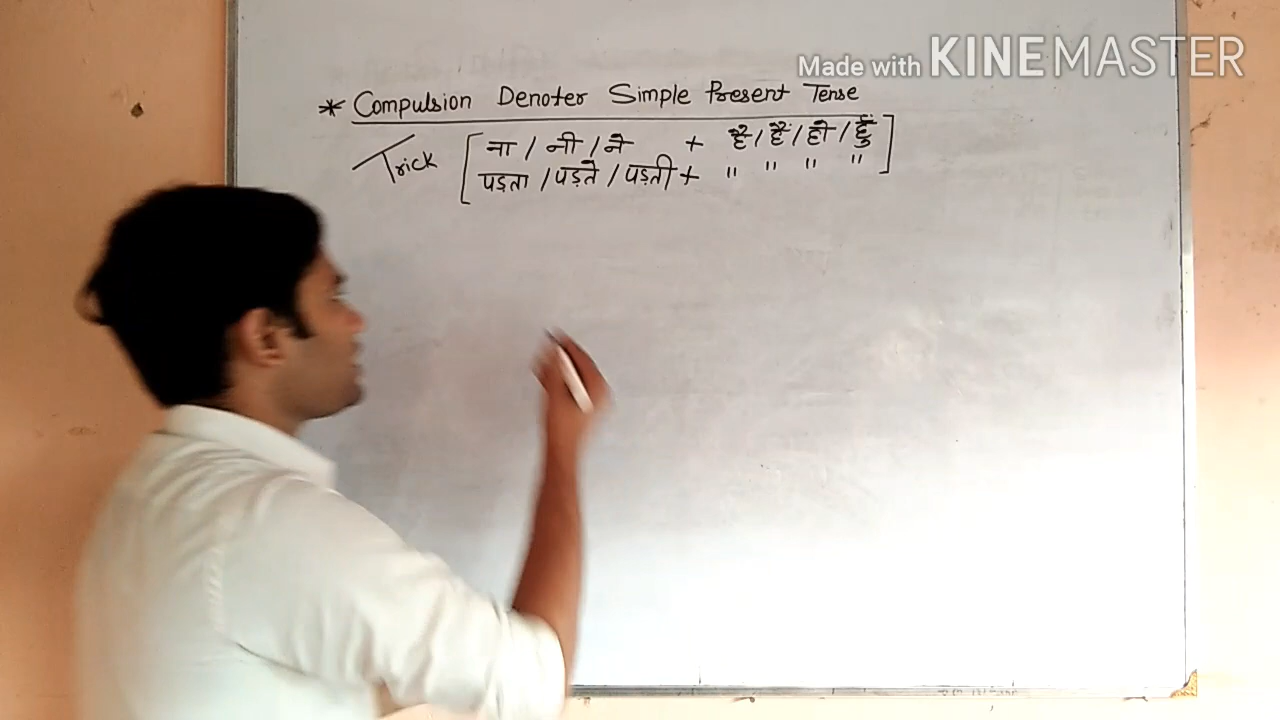 Made with KINEMASTER
* Compulsion Denoter Simple Present Tense
Trick [ ना / नी / ने + है / हैं / हो / हूँ ]
पड़ता / पड़ते / पड़ती + " " " "